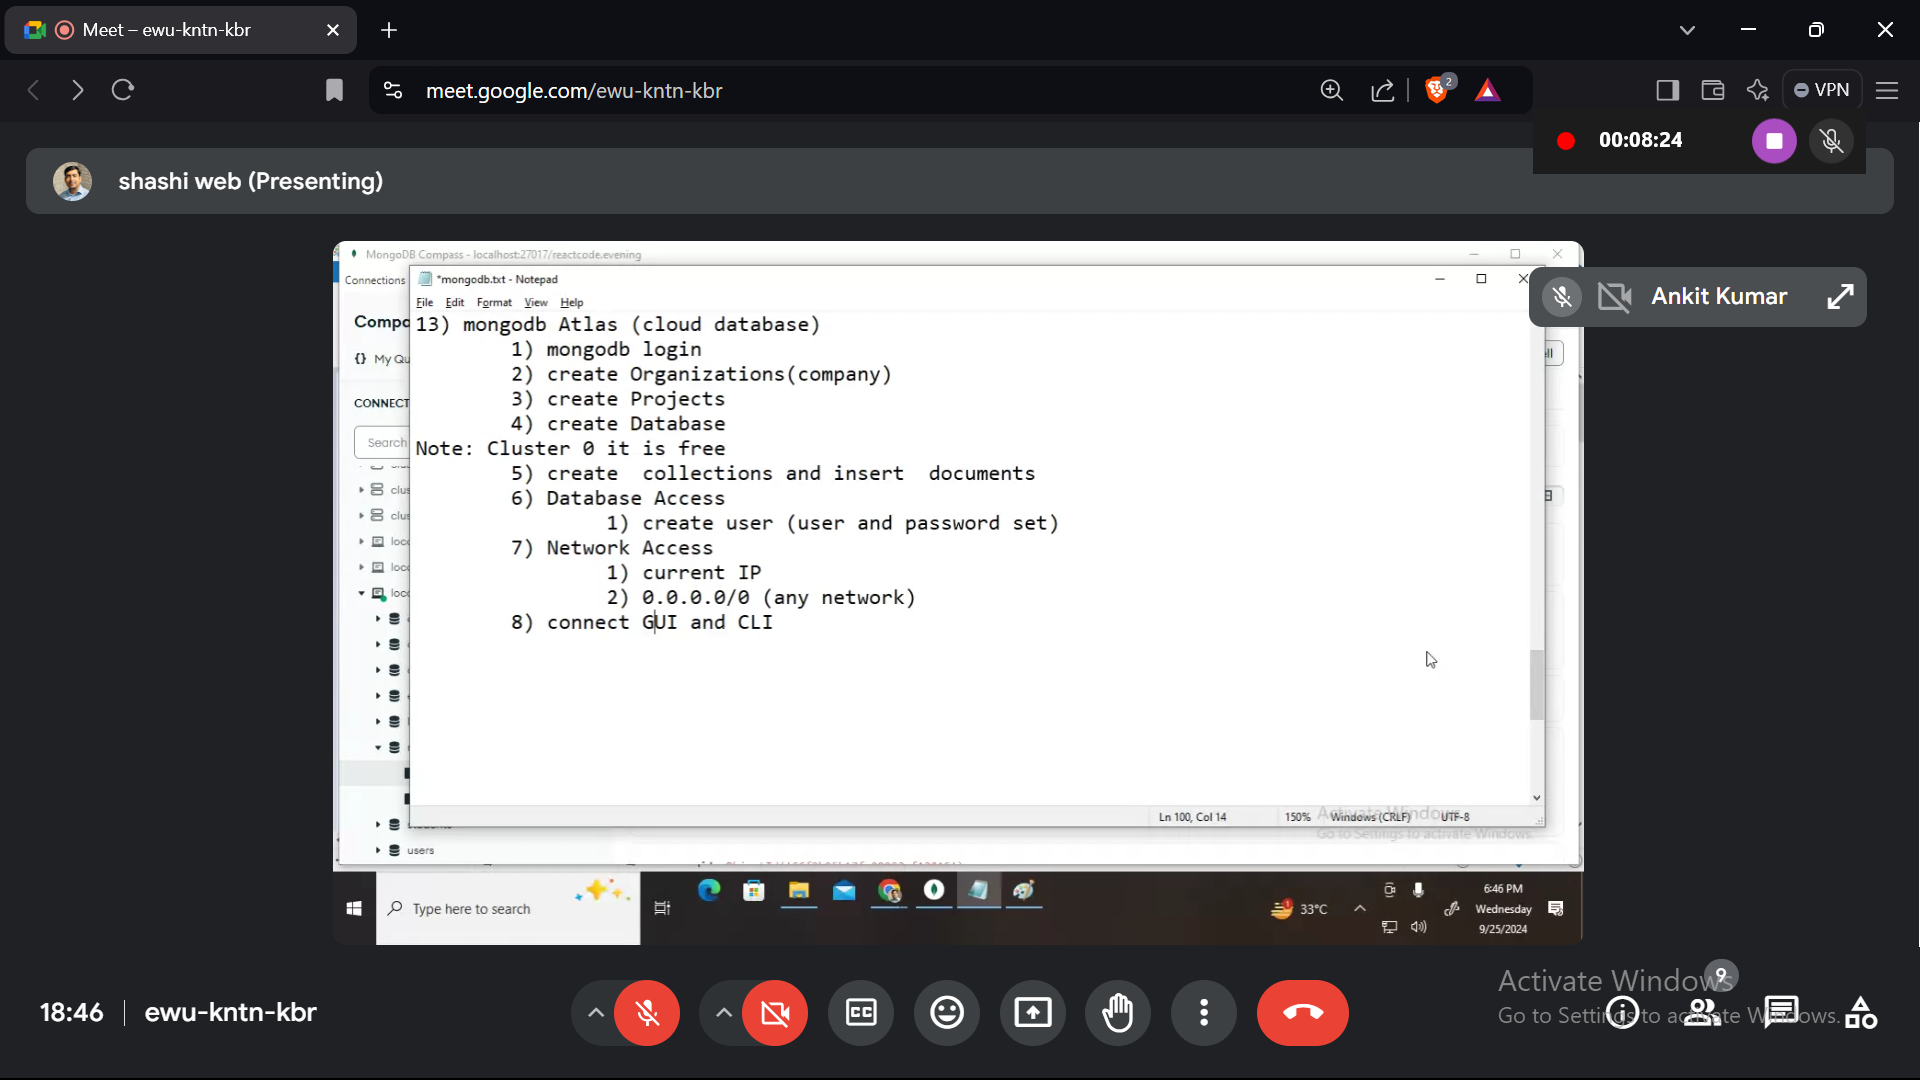 Meet – ewu-kntn-kbr
meet.google.com/ewu-kntn-kbr
2
VPN
00:08:24
shashi web (Presenting)
MongoDB Compass - localhost:27017/reactcode.evening
Connections
*mongodb.txt - Notepad
File Edit Format View Help
Ankit Kumar
Compa
{} My Qu
CONNECT
Search
clus
clus
loca
loca
loca
users
13) mongodb Atlas (cloud database)
1) mongodb login
2) create Organizations(company)
3) create Projects
4) create Database
Note: Cluster 0 it is free
5) create collections and insert documents
6) Database Access
1) create user (user and password set)
7) Network Access
1) current IP
2) 0.0.0.0/0 (any network)
8) connect GUI and CLI
Ln 100, Col 14 150% Windows (CRLF) UTF-8
Activate Windows
Go to Settings to activate Windows.
Type here to search
33°C
6:46 PM
Wednesday
9/25/2024
18:46 ewu-kntn-kbr
CC
9
Activate Windows
Go to Settings to activate Windows.